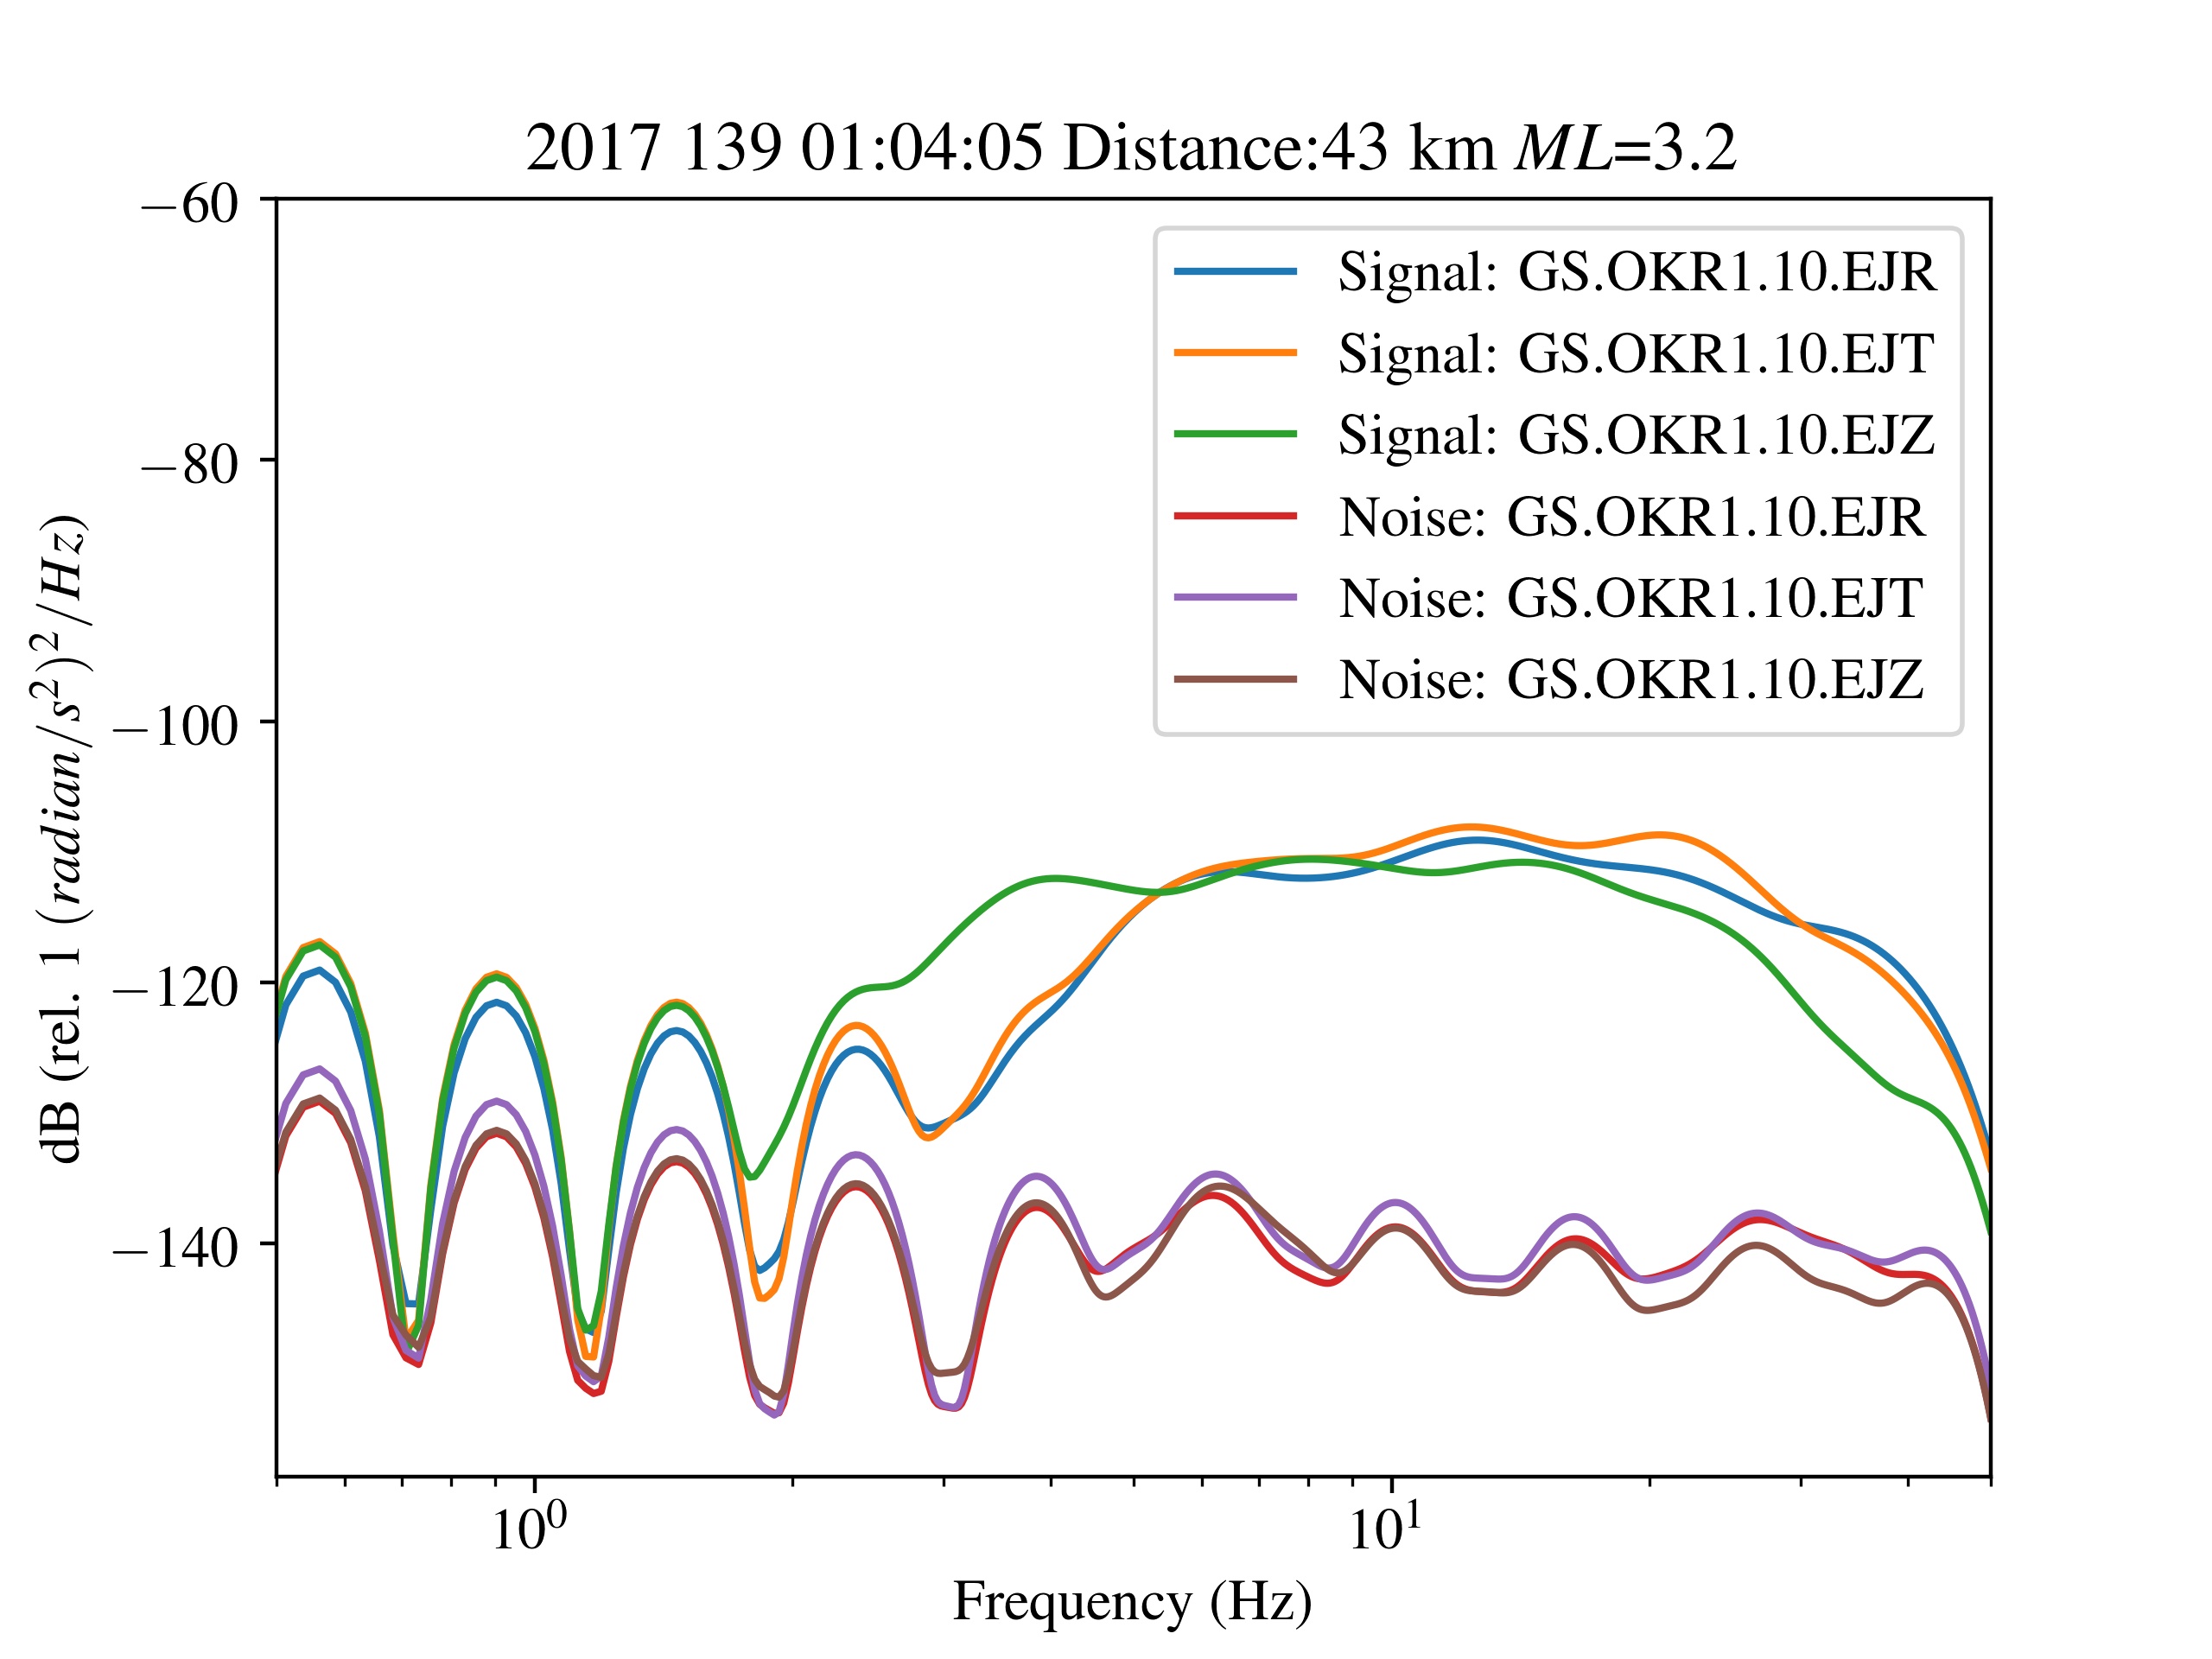 2017 139 01:04:05 Distance:43 km ML=3.2
−60
−80
−100
−120
−140
dB (rel. 1 (radian/s²)²/Hz)
Signal: GS.OKR1.10.EJR
Signal: GS.OKR1.10.EJT
Signal: GS.OKR1.10.EJZ
Noise: GS.OKR1.10.EJR
Noise: GS.OKR1.10.EJT
Noise: GS.OKR1.10.EJZ
10⁰
10¹
Frequency (Hz)